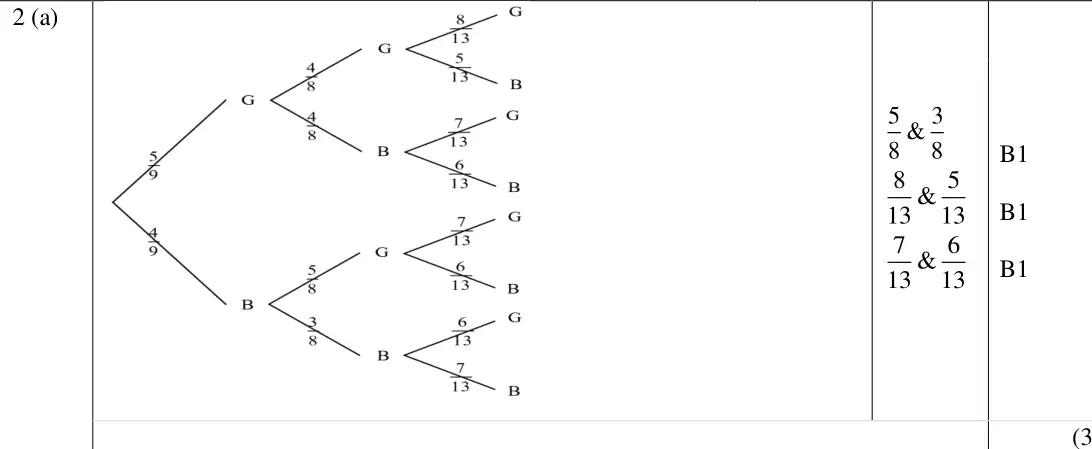 2 (a)
G
8/13
G
5/13
4/8
B
G
4/8
G
7/13
B
5/9
6/13
B
4/9
G
7/13
G
6/13
5/8
B
B
3/8
G
6/13
B
7/13
B
5/8 & 3/8
B1
8/13 & 5/13
B1
7/13 & 6/13
B1
(3